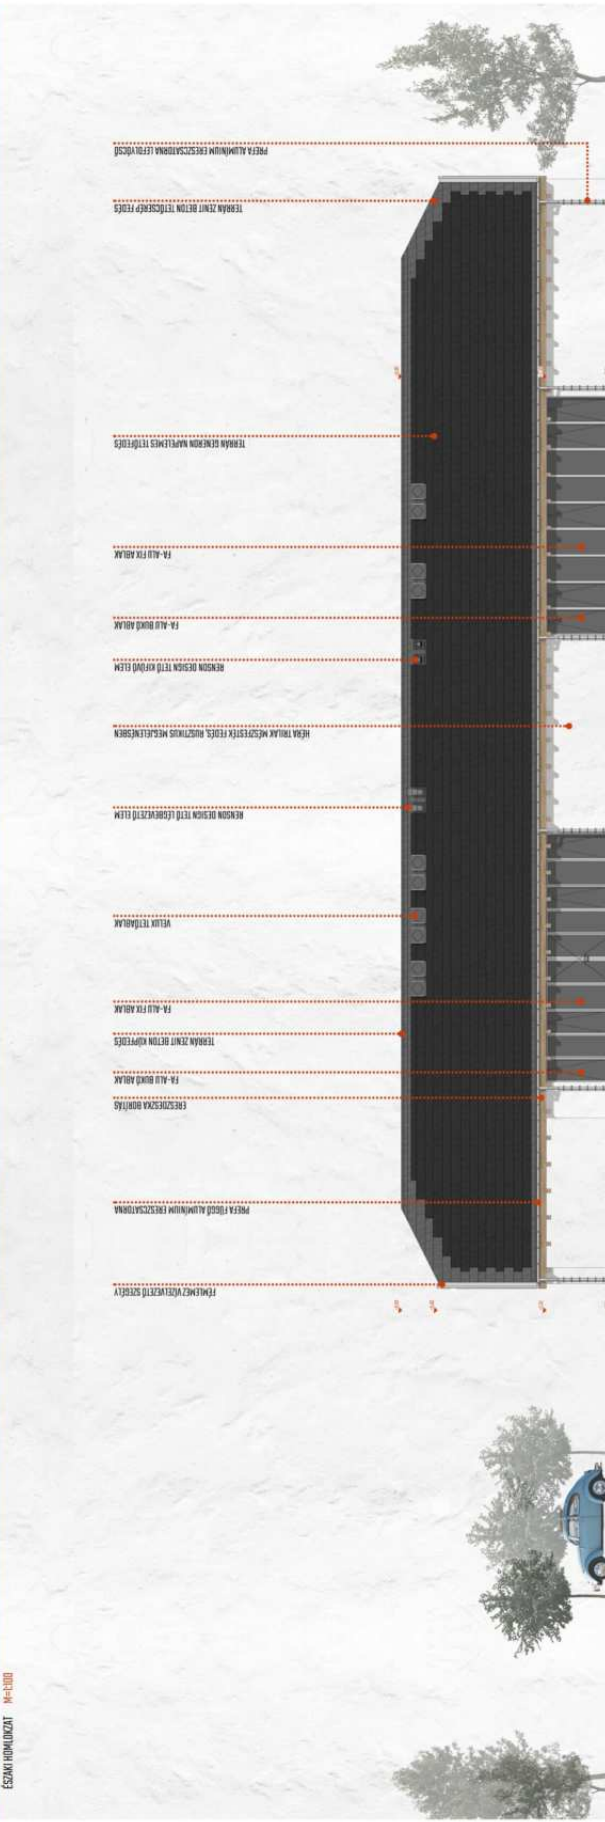 ÉSZAKI HOMLOKZAT M=1:100
FÉMLEMEZ VÍZELVEZETŐ SZEGÉLY
PREFA FÜGGŐ ALUMÍNIUM ERESZCSATORNA
ERESZDESZKA BORÍTÁS
FA-ALU BUKÓ ABLAK
TERRÁN ZENIT BETON KÚPFEDÉS
FA-ALU FIX ABLAK
VELUX TETŐABLAK
RENSON DESIGN TETŐ LÉGBEVEZETŐ ELEM
HÉRA TRILAK MÉSZFESTÉK FEDÉS, RUSZTIKUS MEGJELENÉSBEN
RENSON DESIGN TETŐ KIFÚVÓ ELEM
FA-ALU BUKÓ ABLAK
FA-ALU FIX ABLAK
TERRÁN GENERON NAPELEMES TETŐFEDÉS
TERRÁN ZENIT BETON TETŐCSERÉP FEDÉS
PREFA ALUMÍNIUM ERESZCSATORNA LEFOLYÓCSŐ